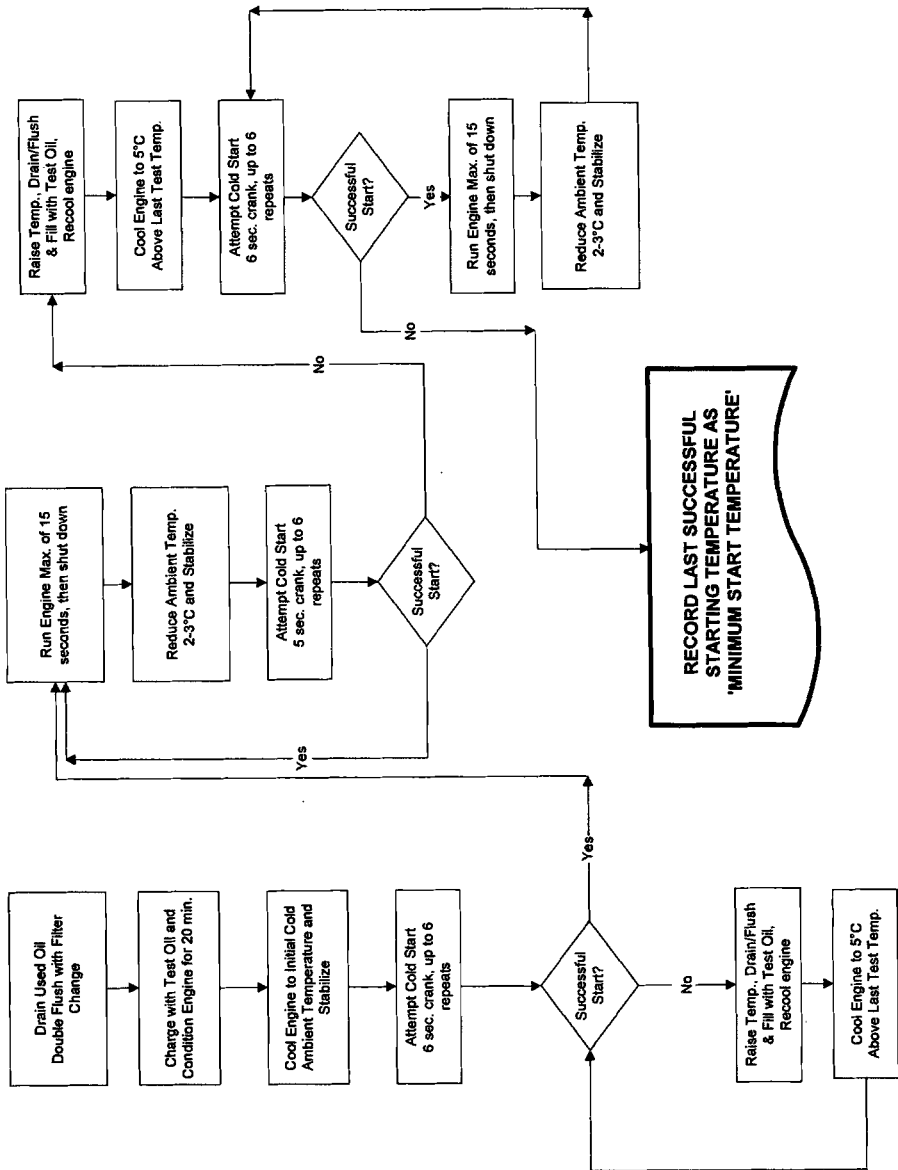 Drain Used Oil
Double Flush with Filter
Change
Charge with Test Oil and
Condition Engine for 20 min.
Cool Engine to Initial Cold
Ambient Temperature and
Stabilize
Attempt Cold Start
6 sec. crank, up to 6
repeats
Successful
Start?
Yes
No
Raise Temp., Drain/Flush
& Fill with Test Oil,
Recool engine
Cool Engine to 5°C
Above Last Test Temp.
Run Engine Max. of 15
seconds, then shut down
Reduce Ambient Temp.
2-3°C and Stabilize
Attempt Cold Start
5 sec. crank, up to 6
repeats
Successful
Start?
Yes
No
Raise Temp., Drain/Flush
& Fill with Test Oil,
Recool engine
Cool Engine to 5°C
Above Last Test Temp.
Attempt Cold Start
6 sec. crank, up to 6
repeats
Successful
Start?
Yes
No
Run Engine Max. of 15
seconds, then shut down
Reduce Ambient Temp.
2-3°C and Stabilize
RECORD LAST SUCCESSFUL
STARTING TEMPERATURE AS
'MINIMUM START TEMPERATURE'